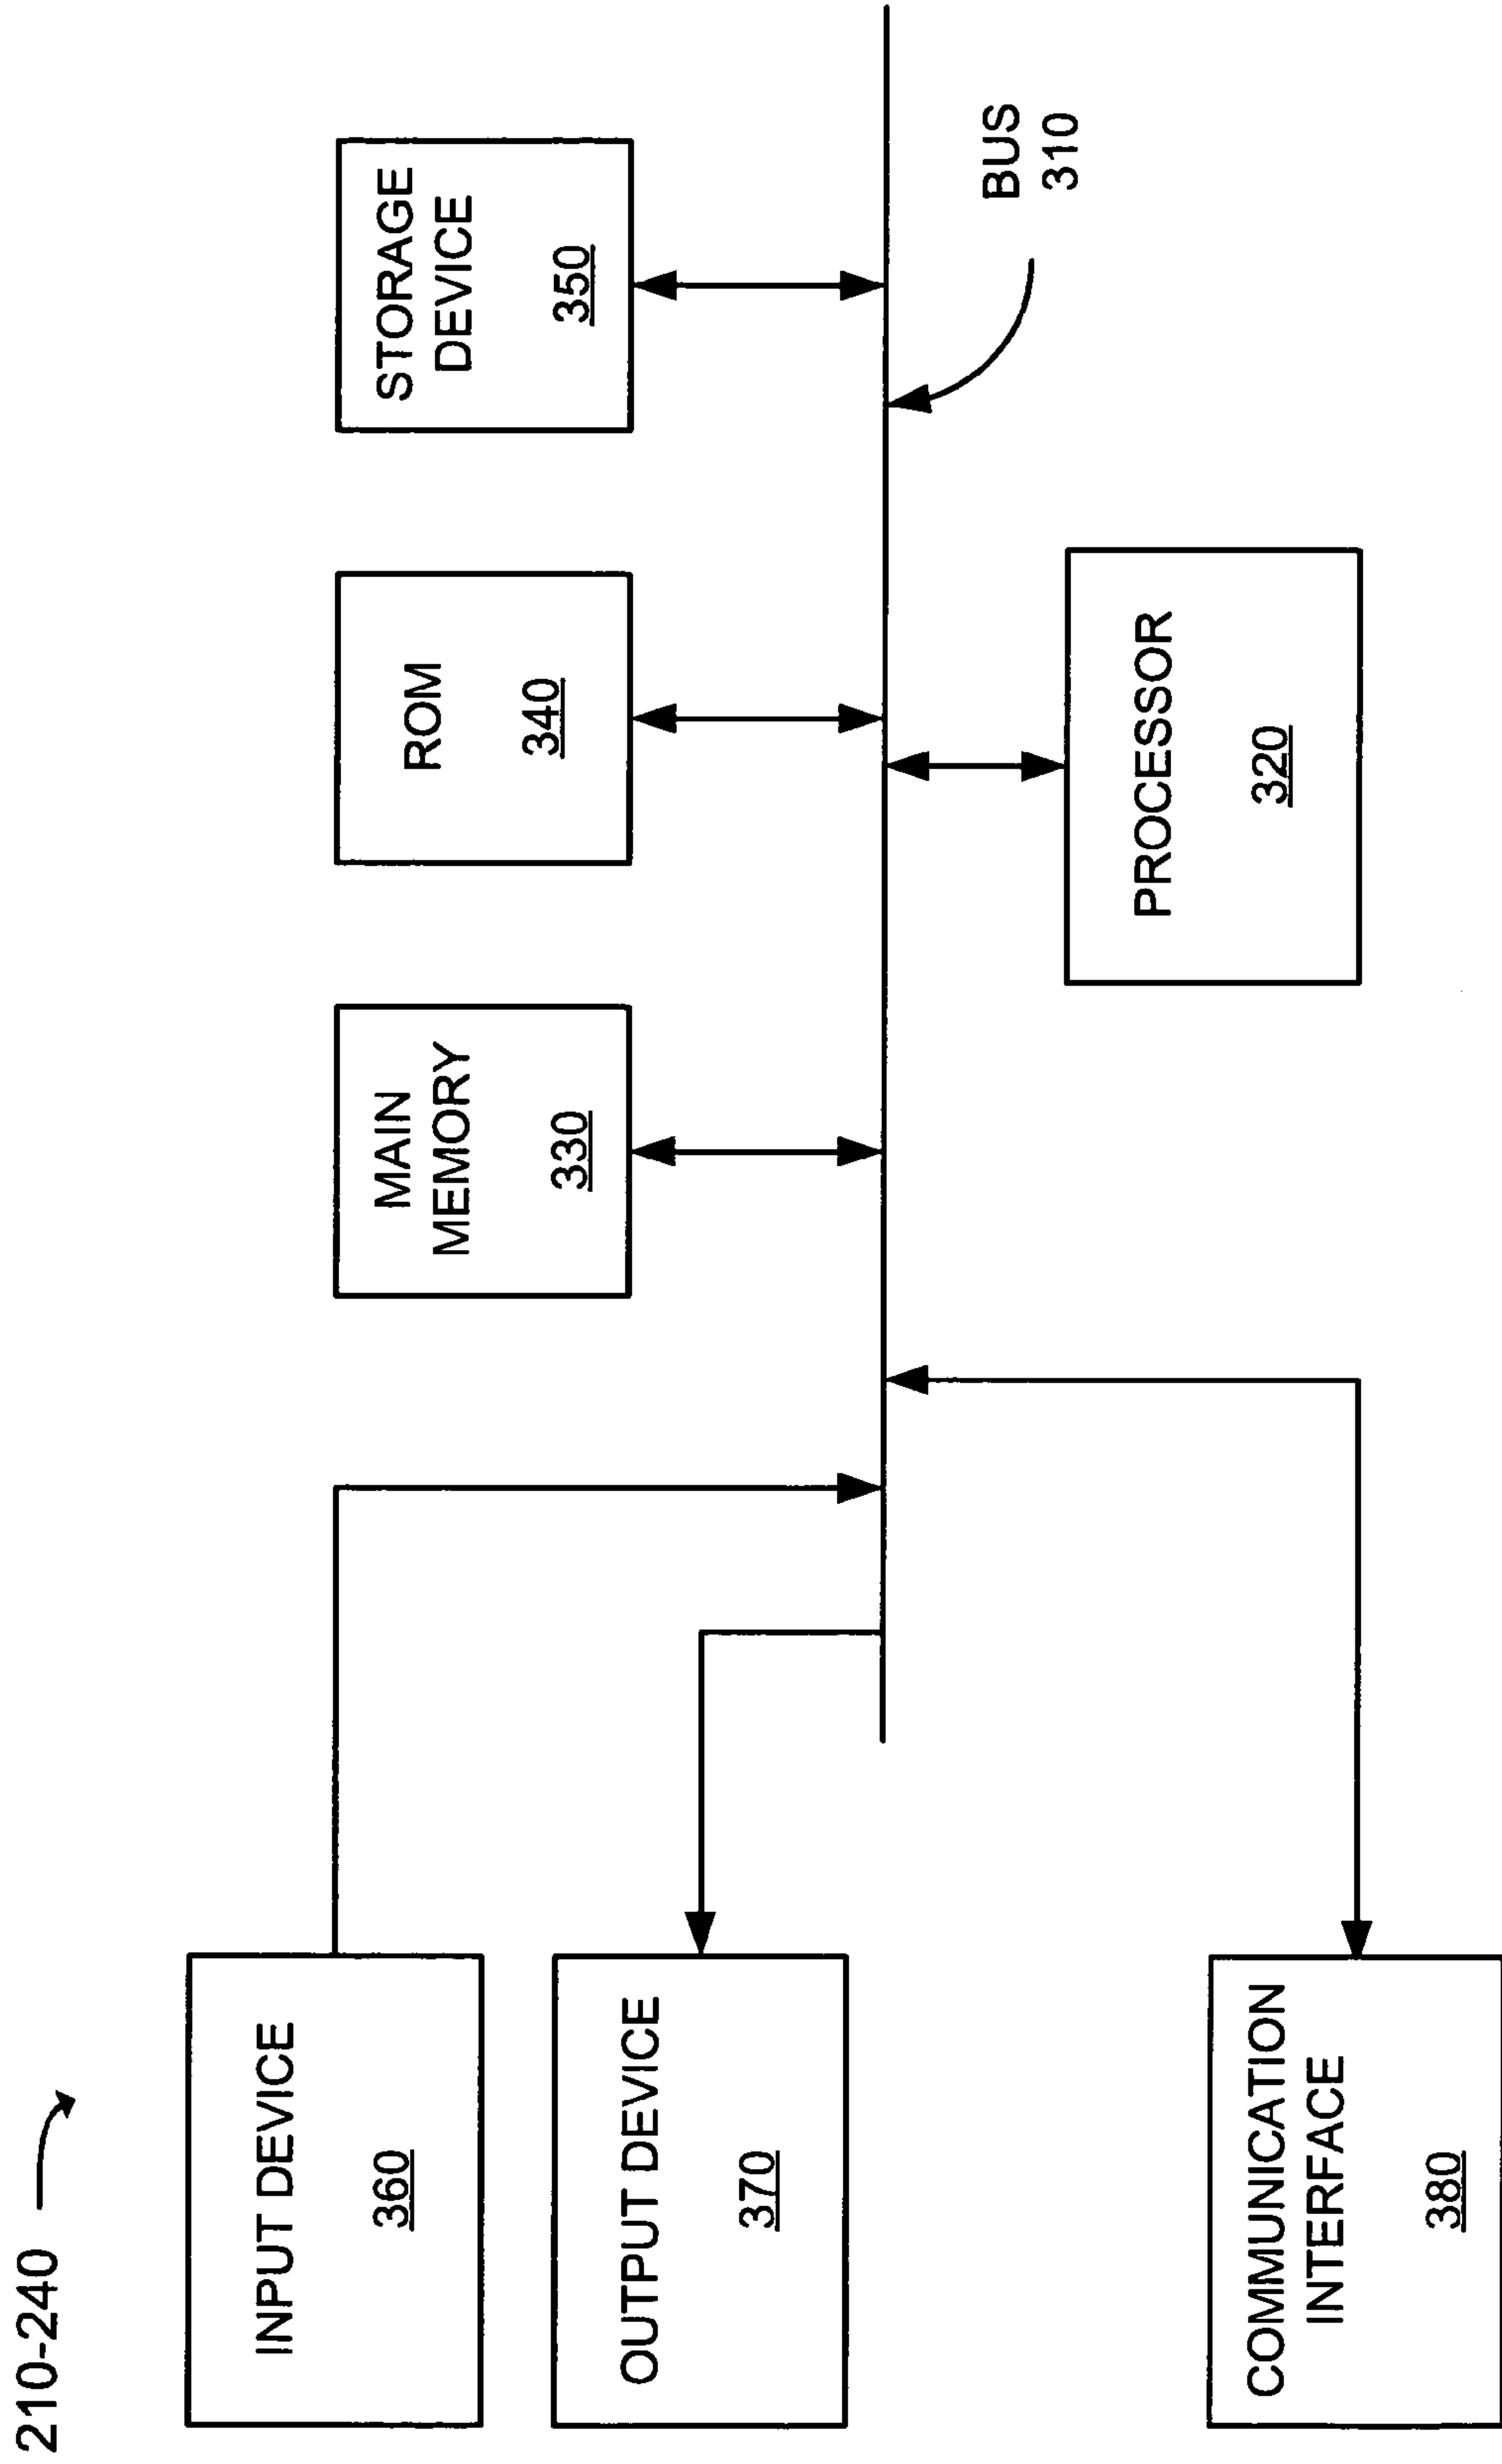 210-240
INPUT DEVICE
360
OUTPUT DEVICE
370
COMMUNICATION
INTERFACE
380
MAIN
MEMORY
330
ROM
340
STORAGE
DEVICE
350
PROCESSOR
320
BUS
310